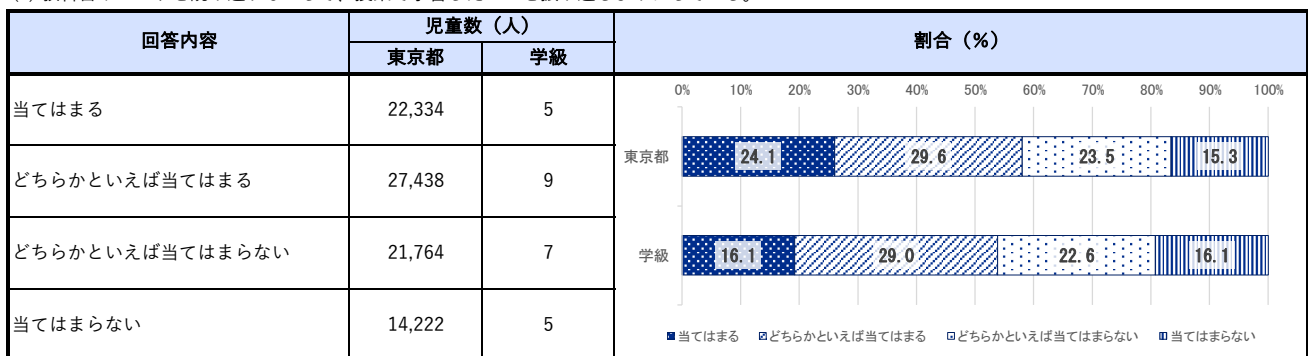 回答内容
児童数（人）
割合（％）
東京都 学級
当てはまる 22,334 5
どちらかといえば当てはまる 27,438 9
どちらかといえば当てはまらない 21,764 7
当てはまらない 14,222 5
0% 10% 20% 30% 40% 50% 60% 70% 80% 90% 100%
東京都 24.1 29.6 23.5 15.3
学級 16.1 29.0 22.6 16.1
当てはまる どちらかといえば当てはまる どちらかといえば当てはまらない 当てはまらない